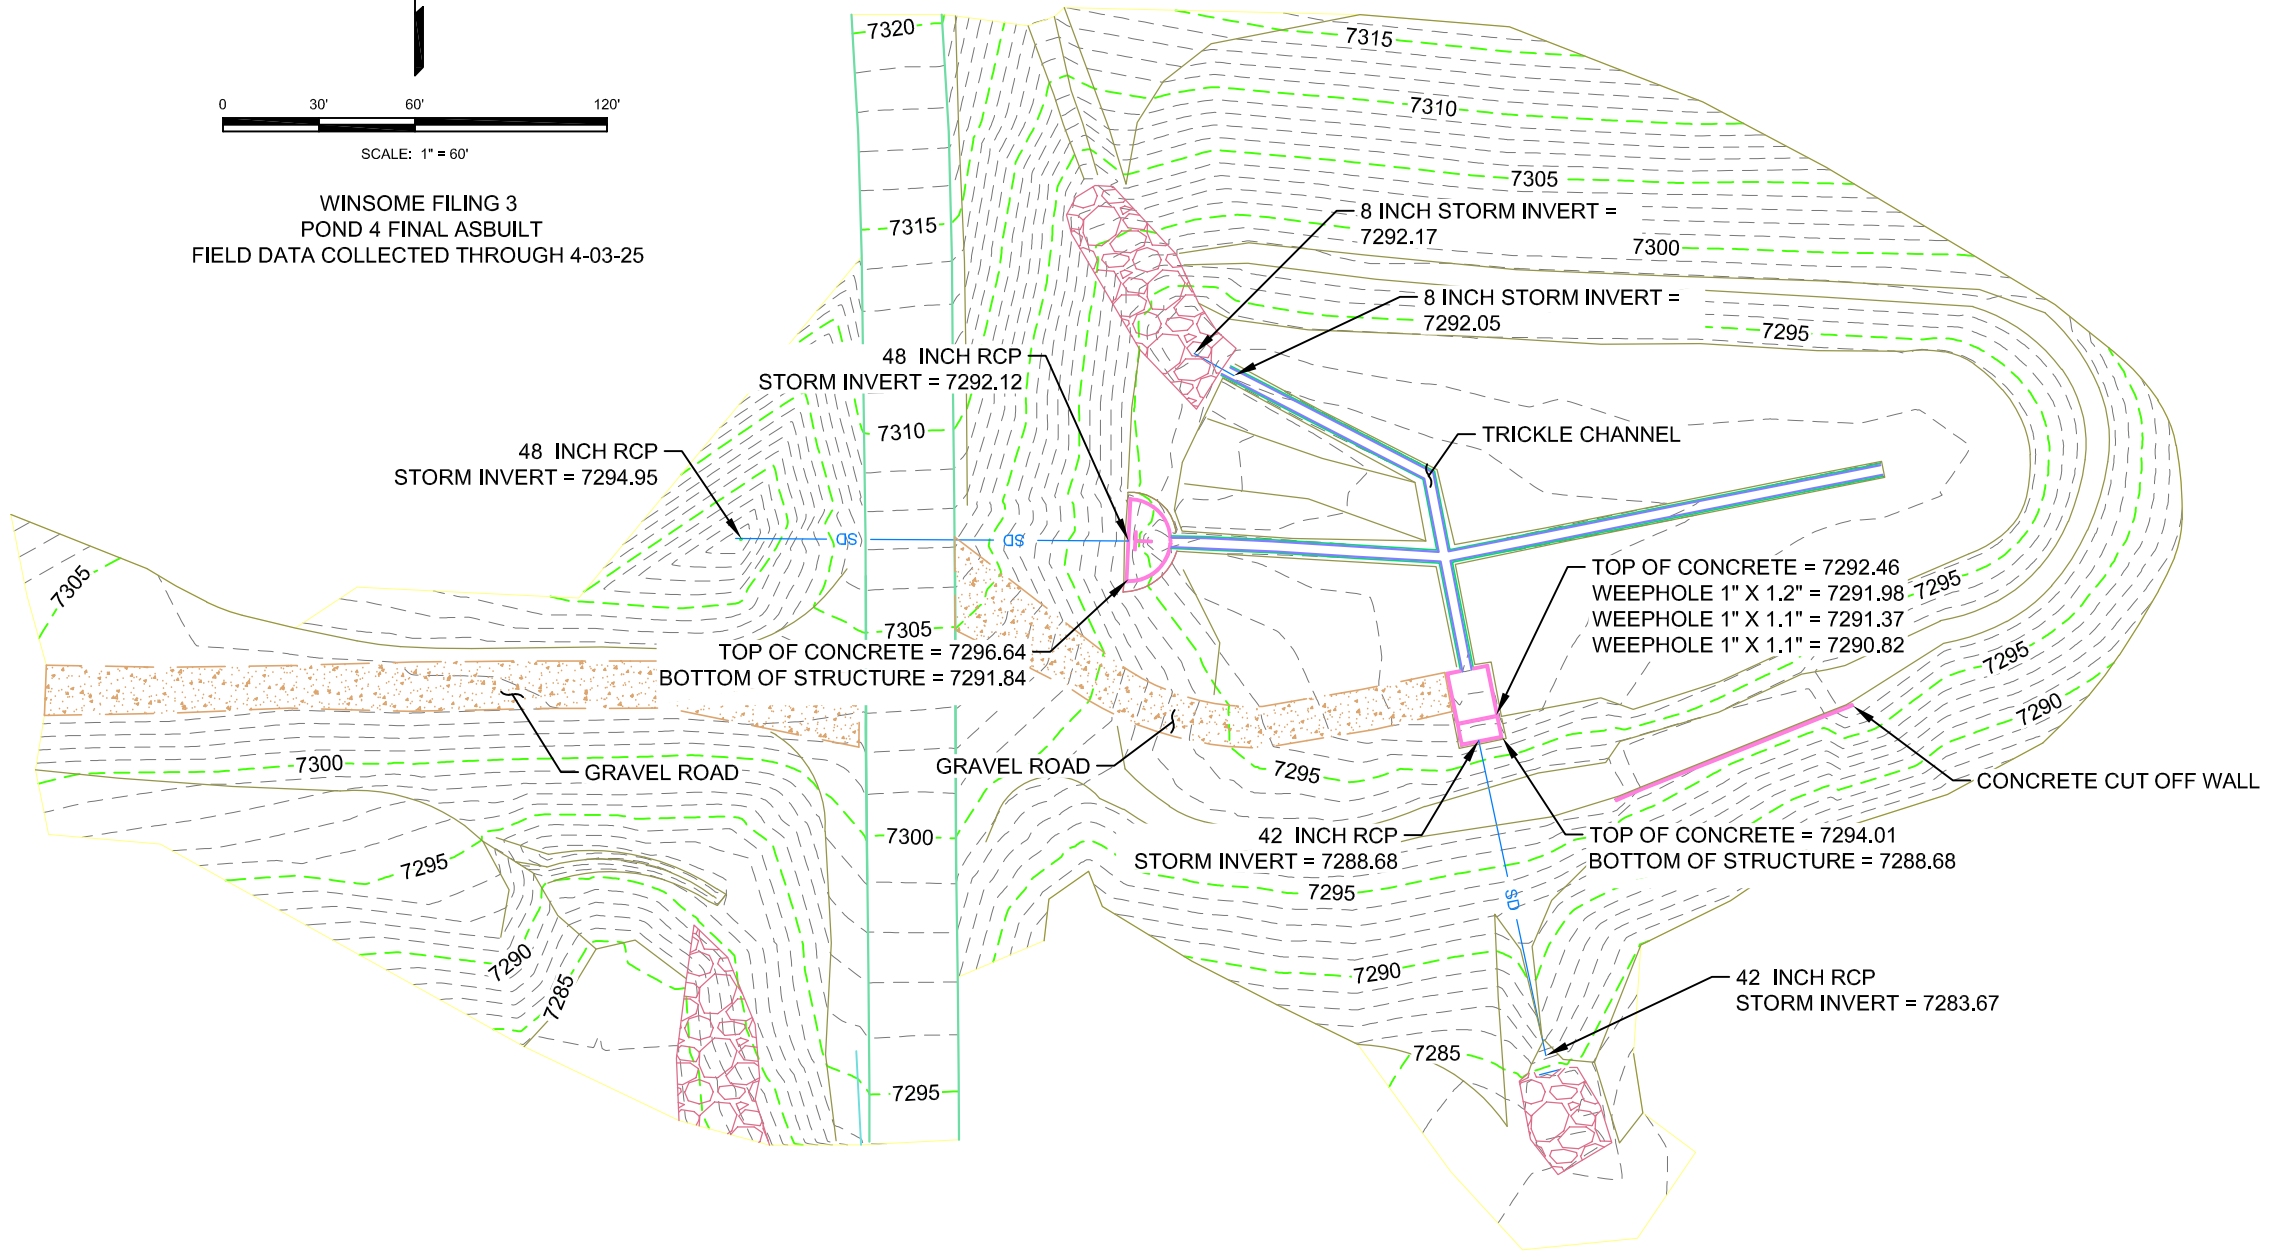 0 30' 60' 120'
SCALE: 1" = 60'
WINSOME FILING 3
POND 4 FINAL ASBUILT
FIELD DATA COLLECTED THROUGH 4-03-25
7320
7315
7310
7305
7300
7295
7315
7310
7305
7300
7295
8 INCH STORM INVERT =
7292.17
8 INCH STORM INVERT =
7292.05
48 INCH RCP
STORM INVERT = 7292.12
48 INCH RCP
STORM INVERT = 7294.95
TRICKLE CHANNEL
SD
SD
TOP OF CONCRETE = 7292.46
WEEPHOLE 1" X 1.2" = 7291.98
WEEPHOLE 1" X 1.1" = 7291.37
WEEPHOLE 1" X 1.1" = 7290.82
7295
7295
7290
7305
TOP OF CONCRETE = 7296.64
BOTTOM OF STRUCTURE = 7291.84
7300
GRAVEL ROAD
GRAVEL ROAD
7295
CONCRETE CUT OFF WALL
42 INCH RCP
STORM INVERT = 7288.68
TOP OF CONCRETE = 7294.01
BOTTOM OF STRUCTURE = 7288.68
7295
7295
SD
7290
7285
7290
42 INCH RCP
STORM INVERT = 7283.67
7285